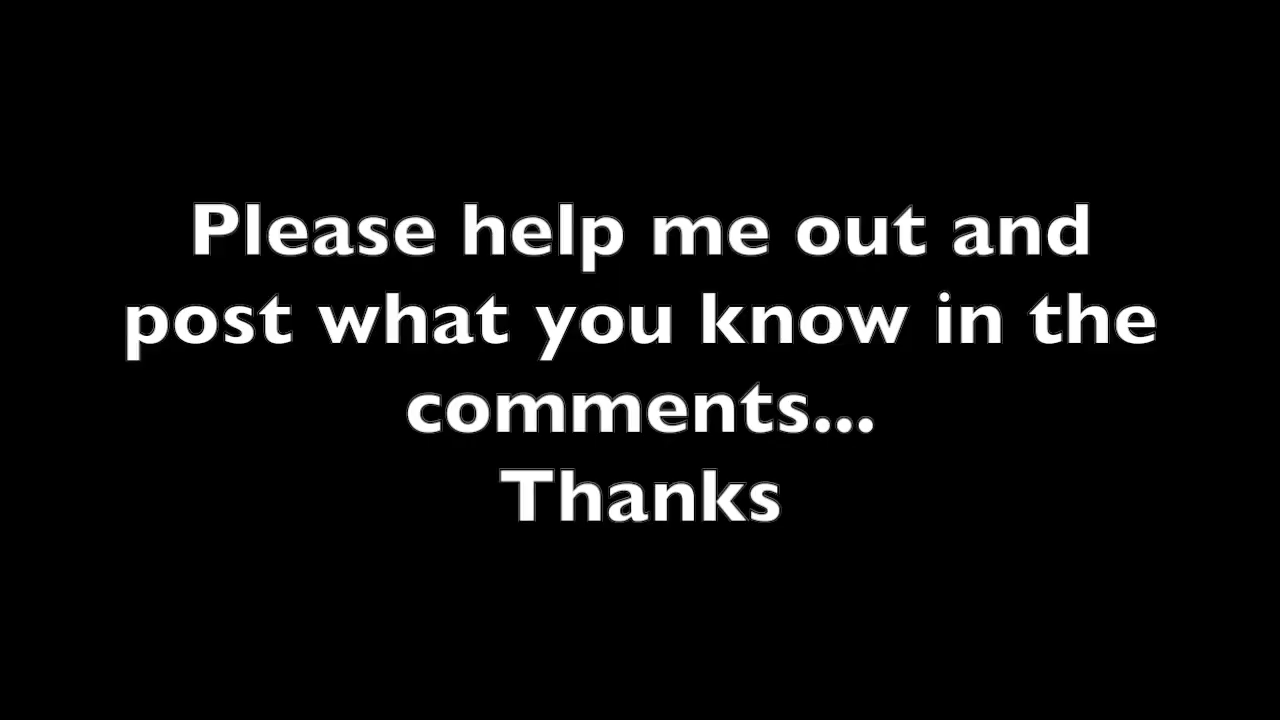 Please help me out and
post what you know in the
comments...
Thanks